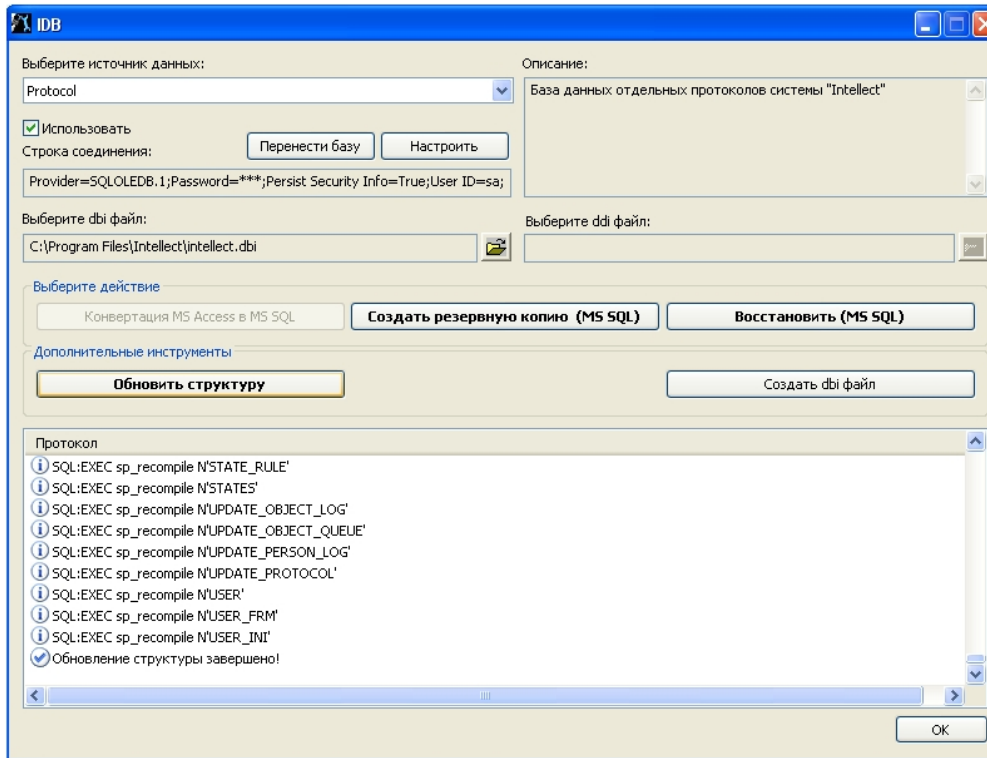 IDB
Выберите источник данных:
Описание:
Protocol
База данных отдельных протоколов системы "Intellect"
Использовать
Строка соединения:
Перенести базу
Настроить
Provider=SQLOLEDB.1;Password=***;Persist Security Info=True;User ID=sa;
Выберите dbi файл:
Выберите ddi файл:
C:\Program Files\Intellect\intellect.dbi
Выберите действие
Конвертация MS Access в MS SQL
Создать резервную копию (MS SQL)
Восстановить (MS SQL)
Дополнительные инструменты
Обновить структуру
Создать dbi файл
Протокол
SQL:EXEC sp_recompile N'STATE_RULE'
SQL:EXEC sp_recompile N'STATES'
SQL:EXEC sp_recompile N'UPDATE_OBJECT_LOG'
SQL:EXEC sp_recompile N'UPDATE_OBJECT_QUEUE'
SQL:EXEC sp_recompile N'UPDATE_PERSON_LOG'
SQL:EXEC sp_recompile N'UPDATE_PROTOCOL'
SQL:EXEC sp_recompile N'USER'
SQL:EXEC sp_recompile N'USER_FRM'
SQL:EXEC sp_recompile N'USER_INI'
Обновление структуры завершено!
OK